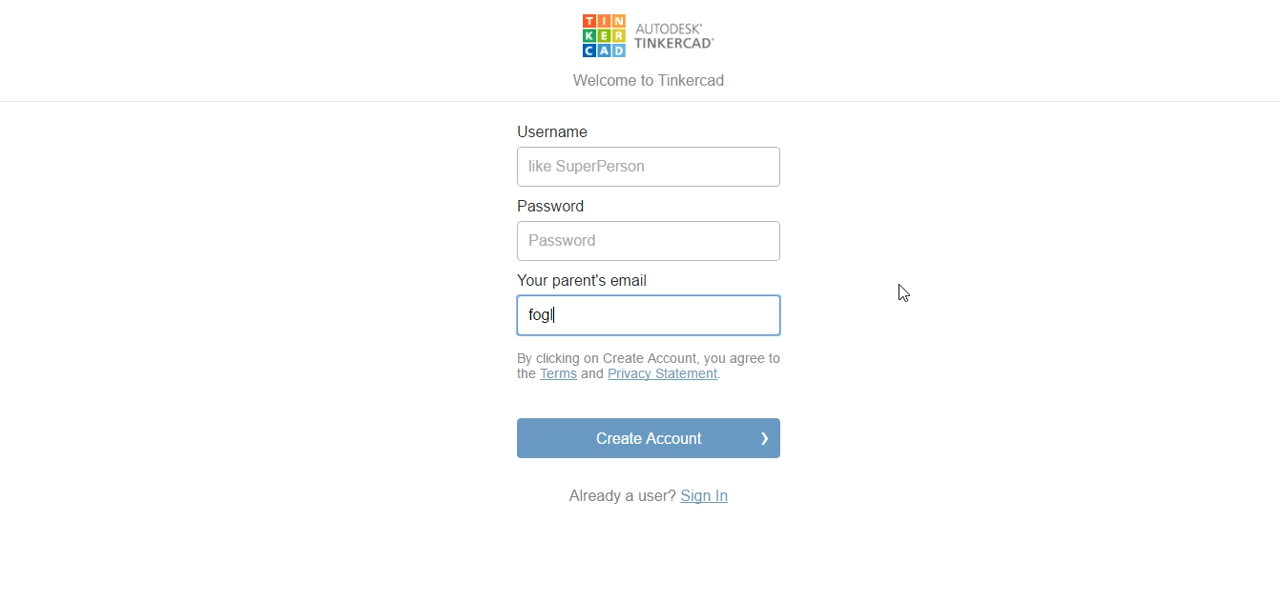 TIN
KER
CAD
AUTODESK®
TINKERCAD®
Welcome to Tinkercad
Username
like SuperPerson
Password
Password
Your parent's email
fogl
By clicking on Create Account, you agree to
the Terms and Privacy Statement.
Create Account ❯
Already a user? Sign In